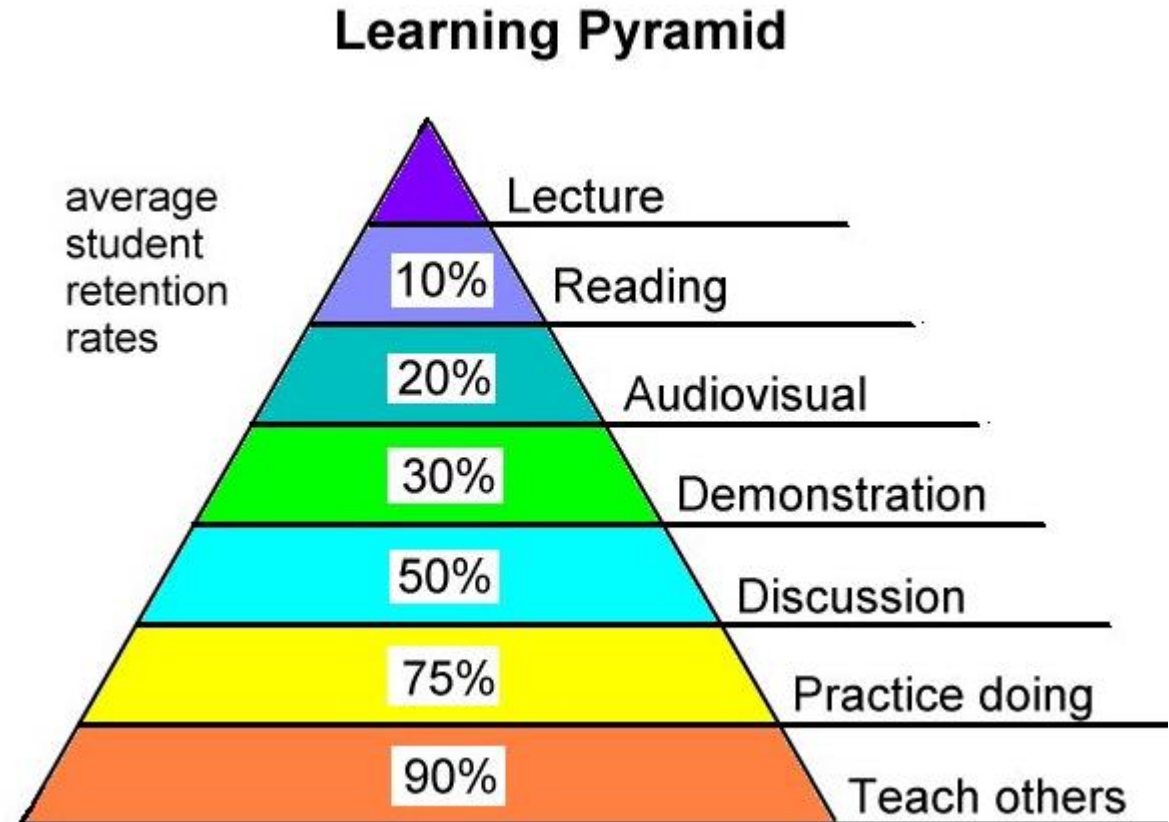 Learning Pyramid
average
student
retention
rates
Lecture
10% Reading
20% Audiovisual
30% Demonstration
50% Discussion
75% Practice doing
90% Teach others